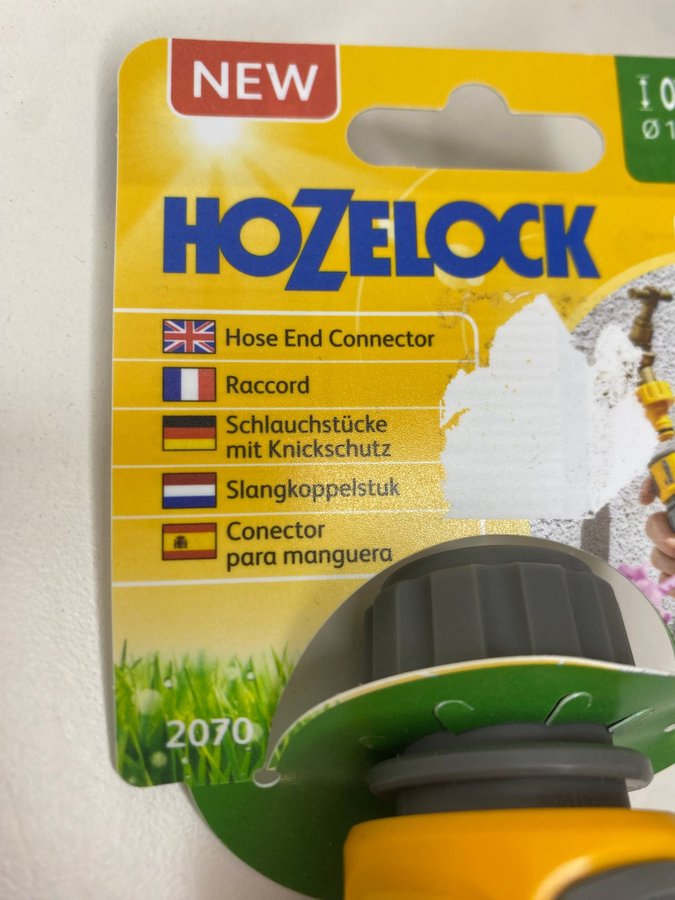 NEW
HOZELOCK
Hose End Connector
Raccord
Schlauchstücke
mit Knickschutz
Slangkoppelstuk
Conector
para manguera
2070